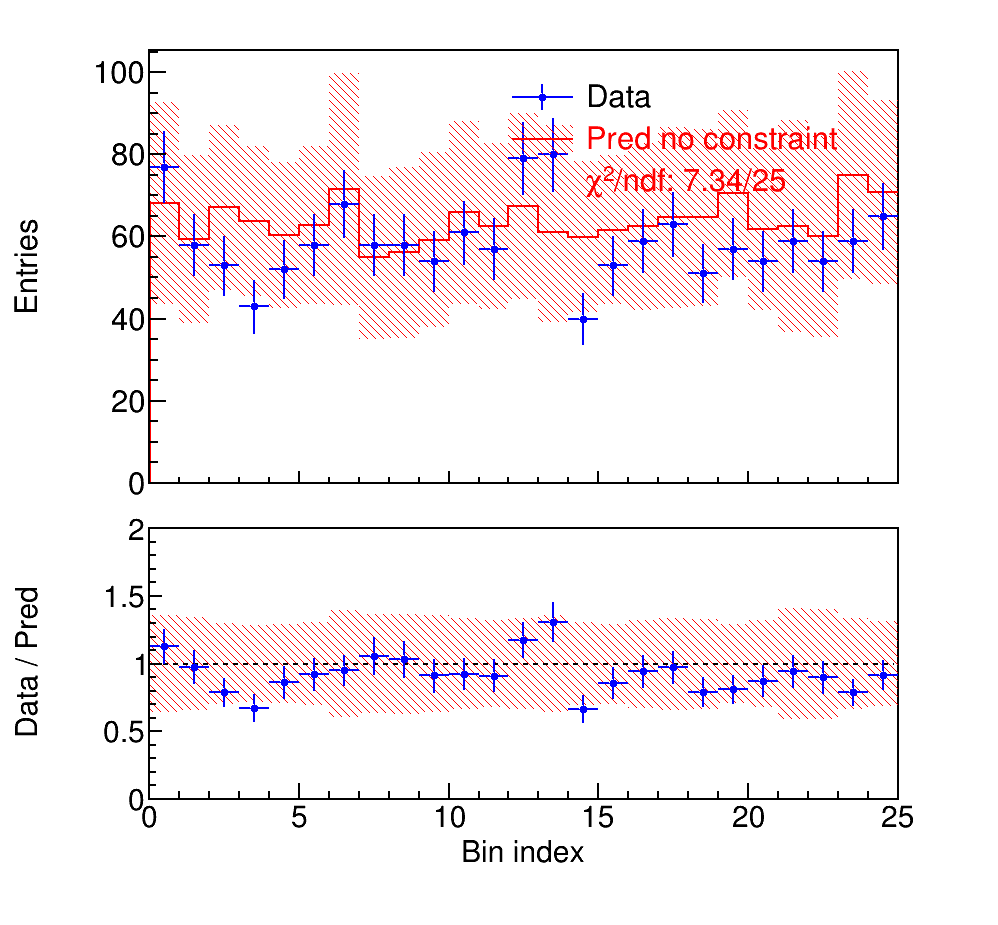 Entries
100
80
60
40
20
0
Data
Pred no constraint
χ²/ndf: 7.34/25
Data / Pred
2
1.5
1
0.5
0
0 5 10 15 20 25
Bin index